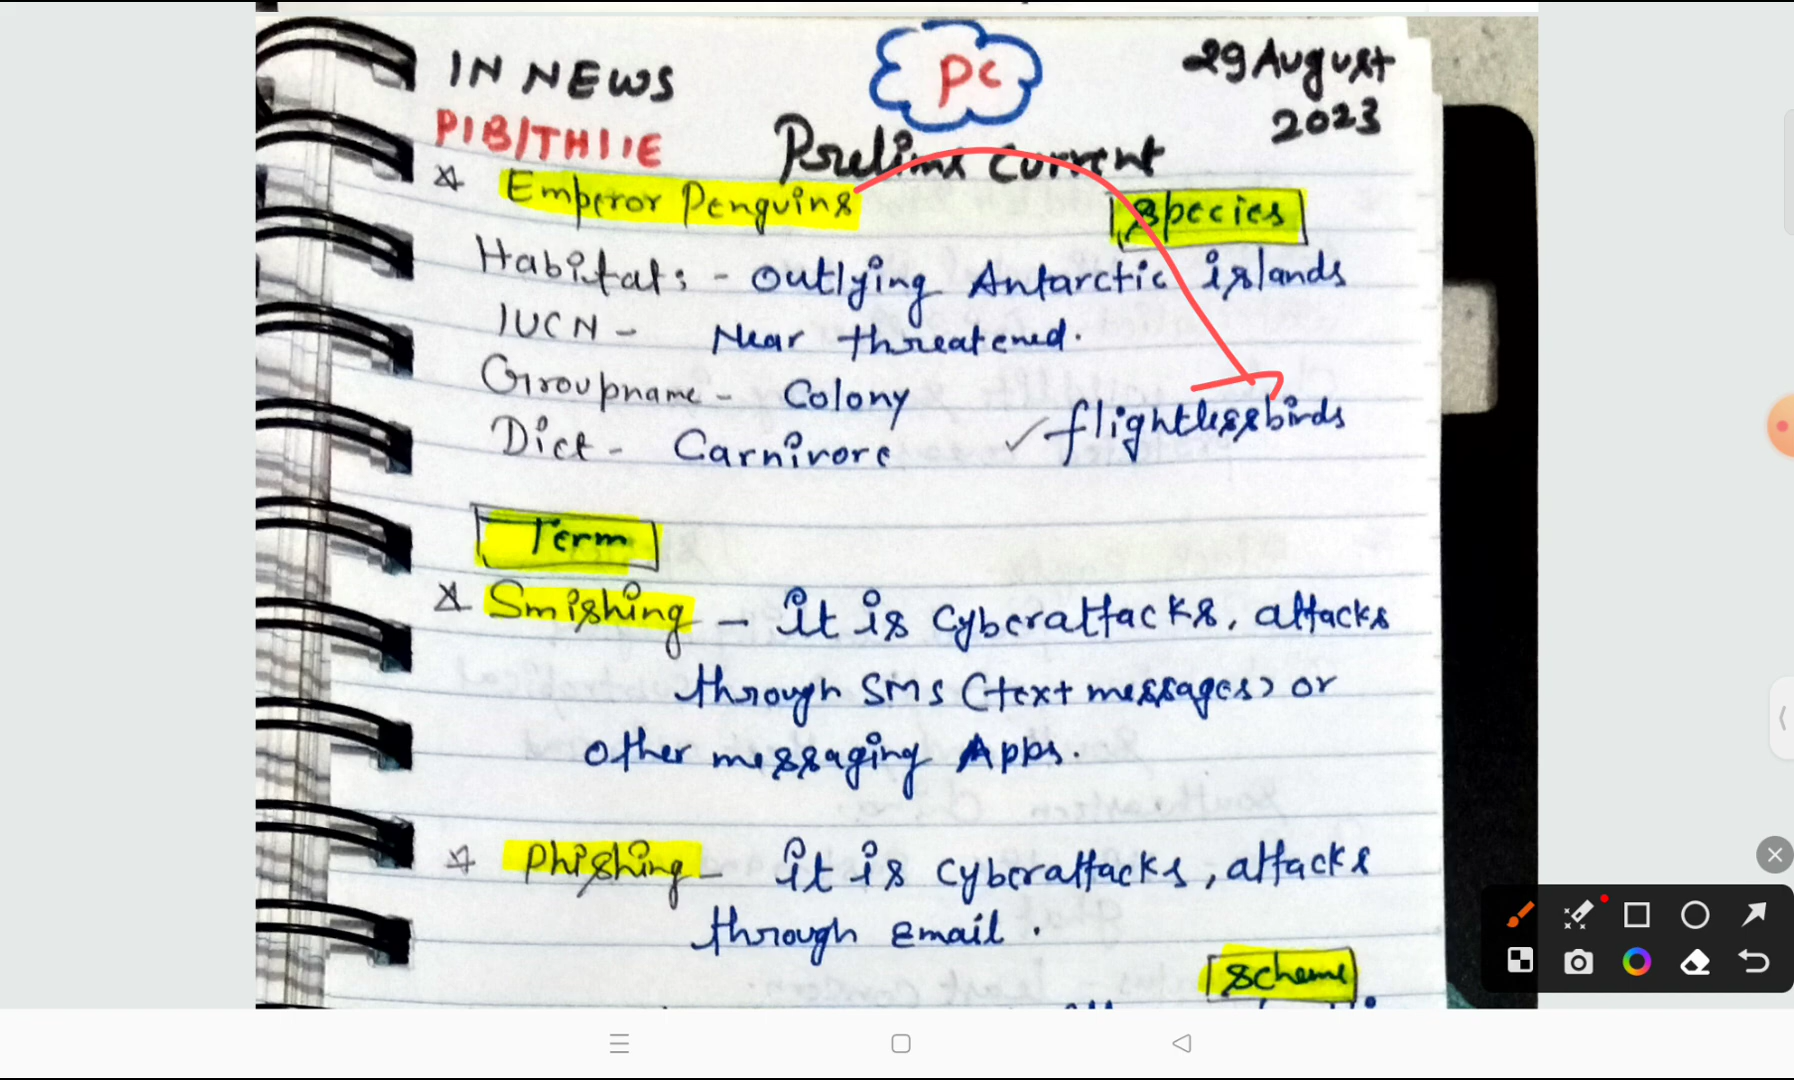 IN NEWS
PC
29 August
2023
PIB/TH/IE
Prelims Current
Emperor Penguins
Species
Habitat: - Outlying Antarctic islands
IUCN - Near threatened.
Groupname - Colony
Diet - Carnivore
✓ flightless birds
Term
Smishing - it is cyberattacks, attacks
through SMS (text messages) or
other messaging Apps.
Phishing - it is cyberattacks, attacks
through Email.
Scheme